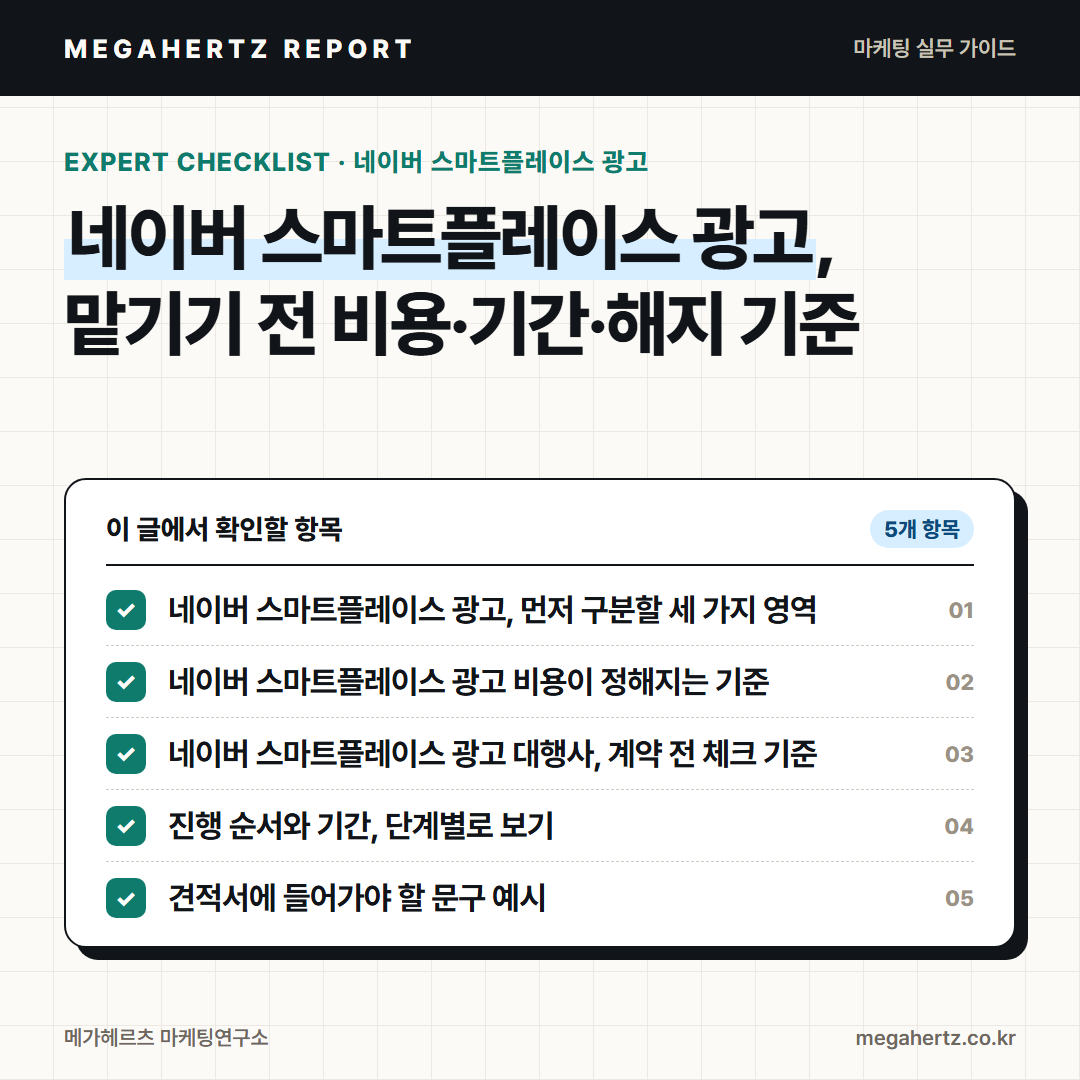 MEGAHERTZ REPORT
마케팅 실무 가이드
EXPERT CHECKLIST · 네이버 스마트플레이스 광고
네이버 스마트플레이스 광고,
맡기기 전 비용·기간·해지 기준
이 글에서 확인할 항목
5개 항목
네이버 스마트플레이스 광고, 먼저 구분할 세 가지 영역
01
네이버 스마트플레이스 광고 비용이 정해지는 기준
02
네이버 스마트플레이스 광고 대행사, 계약 전 체크 기준
03
진행 순서와 기간, 단계별로 보기
04
견적서에 들어가야 할 문구 예시
05
메가헤르츠 마케팅연구소
megahertz.co.kr